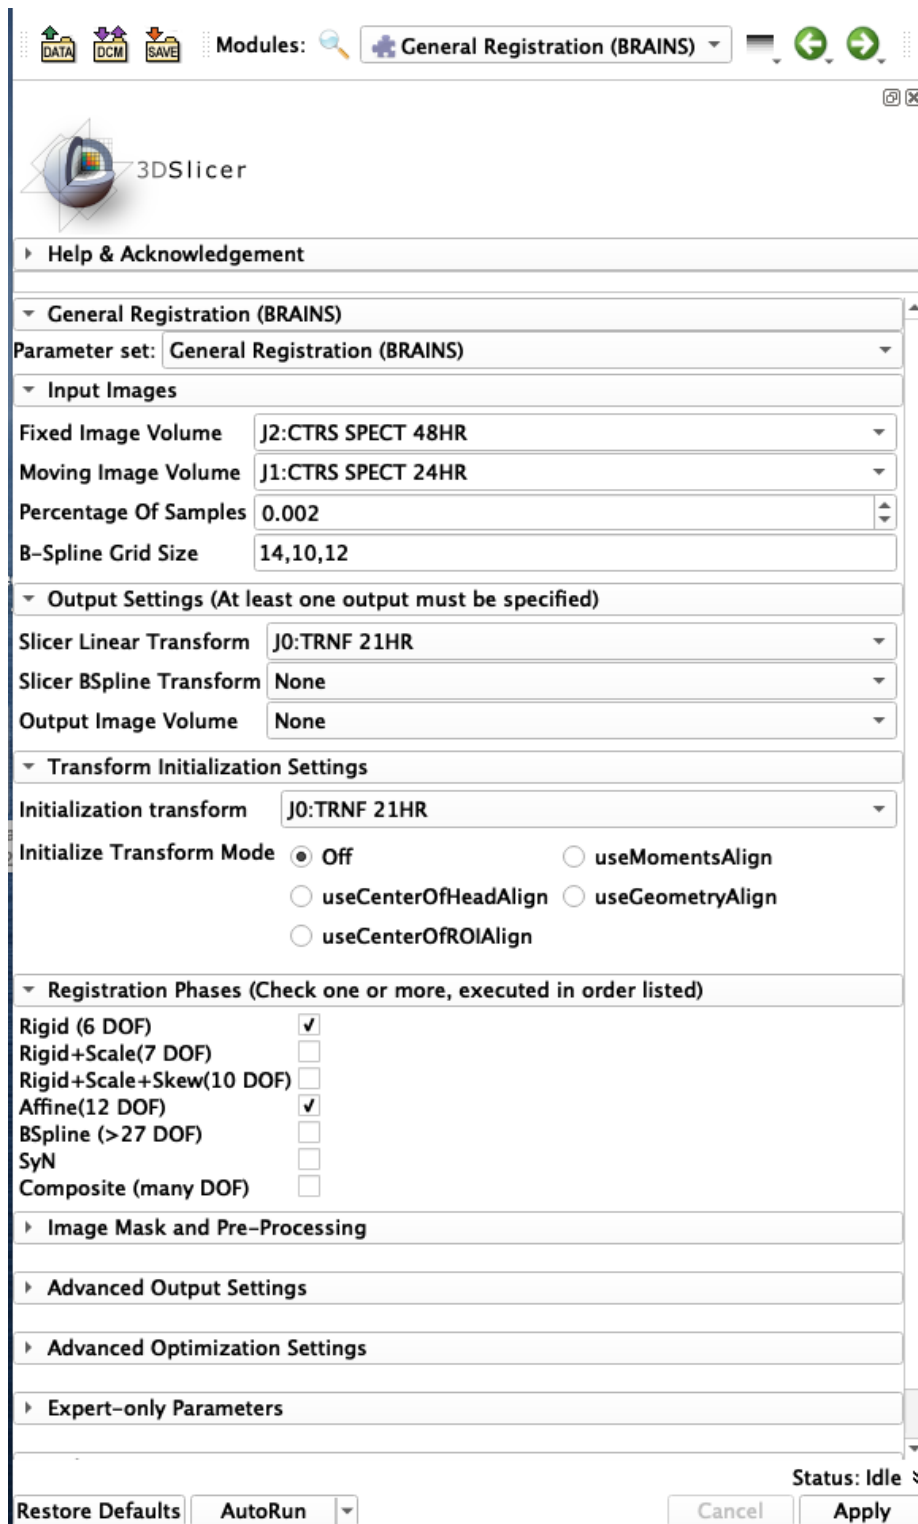 DATA DCM SAVE Modules: General Registration (BRAINS)
3DSlicer
Help & Acknowledgement
General Registration (BRAINS)
Parameter set: General Registration (BRAINS)
Input Images
Fixed Image Volume J2:CTRS SPECT 48HR
Moving Image Volume J1:CTRS SPECT 24HR
Percentage Of Samples 0.002
B-Spline Grid Size 14,10,12
Output Settings (At least one output must be specified)
Slicer Linear Transform J0:TRNF 21HR
Slicer BSpline Transform None
Output Image Volume None
Transform Initialization Settings
Initialization transform J0:TRNF 21HR
Initialize Transform Mode Off useMomentsAlign
useCenterOfHeadAlign useGeometryAlign
useCenterOfROIAlign
Registration Phases (Check one or more, executed in order listed)
Rigid (6 DOF)
Rigid+Scale(7 DOF)
Rigid+Scale+Skew(10 DOF)
Affine(12 DOF)
BSpline (>27 DOF)
SyN
Composite (many DOF)
Image Mask and Pre-Processing
Advanced Output Settings
Advanced Optimization Settings
Expert-only Parameters
Status: Idle
Restore Defaults AutoRun Cancel Apply